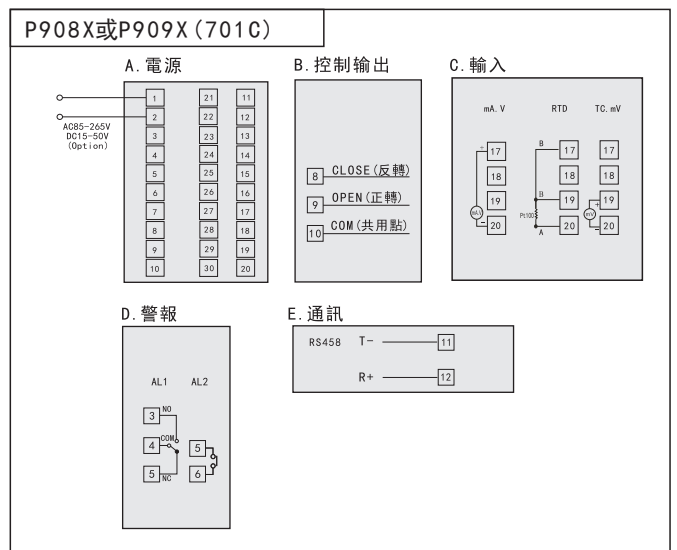 P908X或P909X(701C)
A.電源
B.控制输出
C.輸入
1 21 11
2 22 12
3 23 13
4 24 14
5 25 15
6 26 16
7 27 17
8 28 18
9 29 19
10 30 20
AC85-265V
DC15-50V
(Option)
8 CLOSE(反轉)
9 OPEN(正轉)
10 COM(共用點)
mA.V RTD TC.mV
+ 17 B 17 17
18 18 18
19 B 19 + 19
mA.V Pt100 mV
- 20 A 20 - 20
D.警報
AL1 AL2
3 NO
4 COM 5
5 NC 6
E.通訊
RS458 T- 11
R+ 12